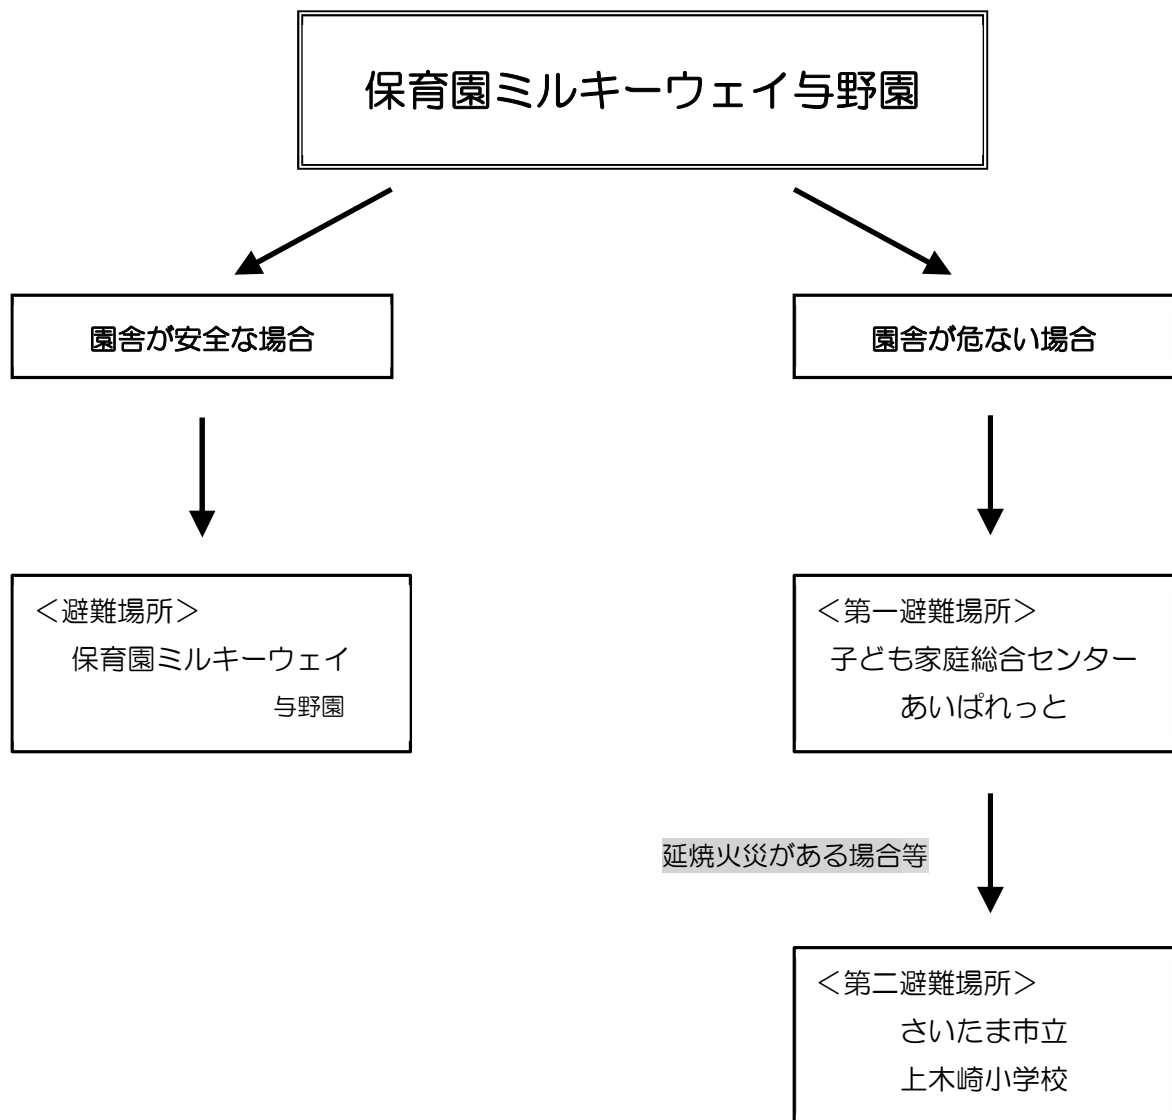 保育園ミルキーウェイ与野園
園舎が安全な場合
園舎が危ない場合
＜避難場所＞
保育園ミルキーウェイ
与野園
＜第一避難場所＞
子ども家庭総合センター
あいぱれっと
延焼火災がある場合等
＜第二避難場所＞
さいたま市立
上木崎小学校